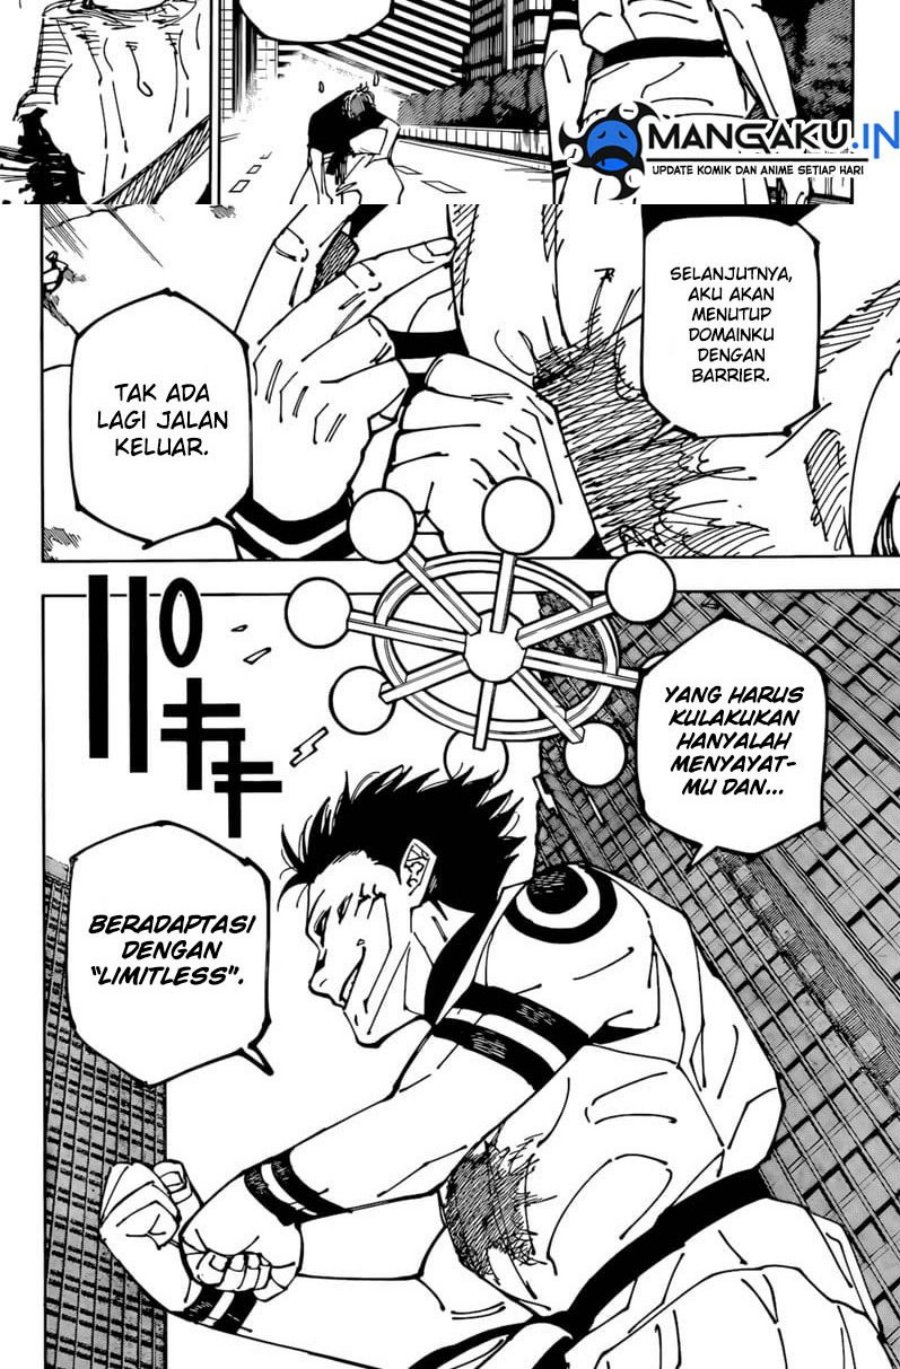 MANGAKU.IN
UPDATE KOMIK DAN ANIME SETIAP HARI
SELANJUTNYA,
AKU AKAN
MENUTUP
DOMAINKU
DENGAN
BARRIER.
TAK ADA
LAGI JALAN
KELUAR.
YANG HARUS
KULAKUKAN
HANYALAH
MENYAYAT-
MU DAN...
BERADAPTASI
DENGAN
"LIMITLESS".